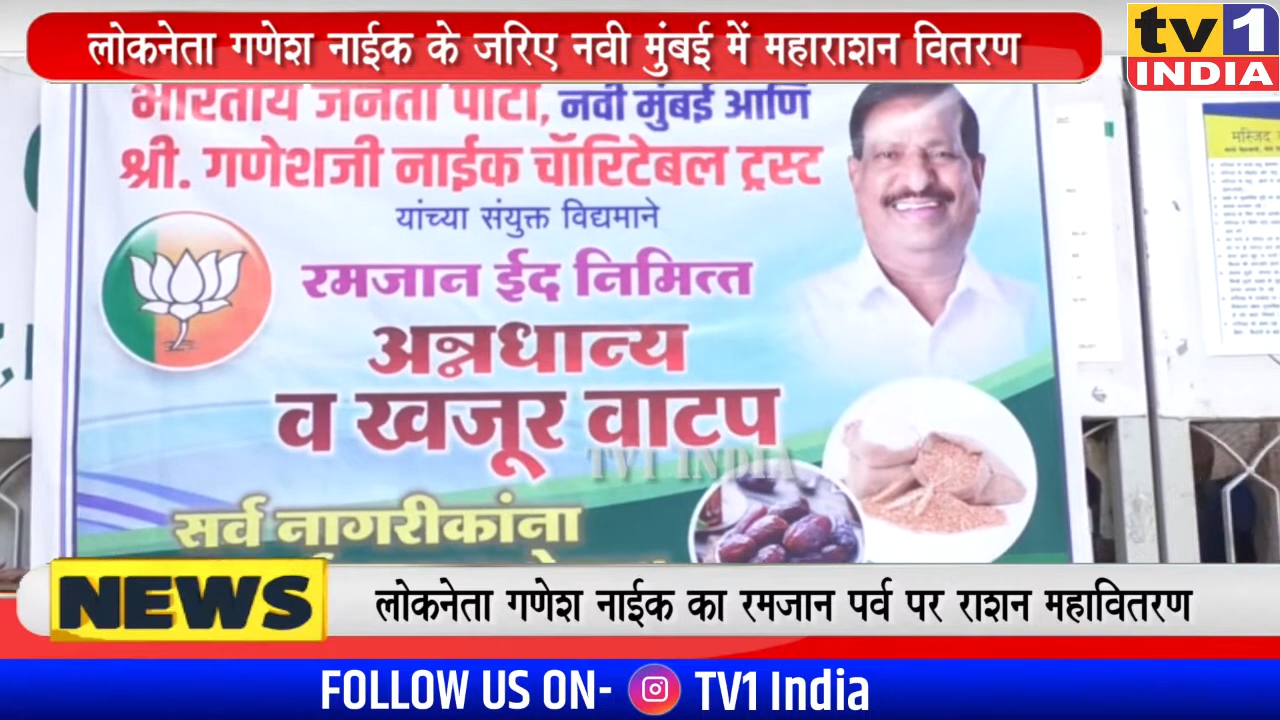 लोकनेता गणेश नाईक के जरिए नवी मुंबई में महाराशन वितरण
tv1
INDIA
भारतीय जनता पार्टी, नवी मुंबई आणि
श्री. गणेशजी नाईक चॅरिटेबल ट्रस्ट
यांच्या संयुक्त विद्यमाने
रमजान ईद निमित्त
अन्नधान्य
व खजूर वाटप
TV1 INDIA
सर्व नागरीकांना
मस्जिद
NEWS
लोकनेता गणेश नाईक का रमजान पर्व पर राशन महावितरण
FOLLOW US ON- TV1 India